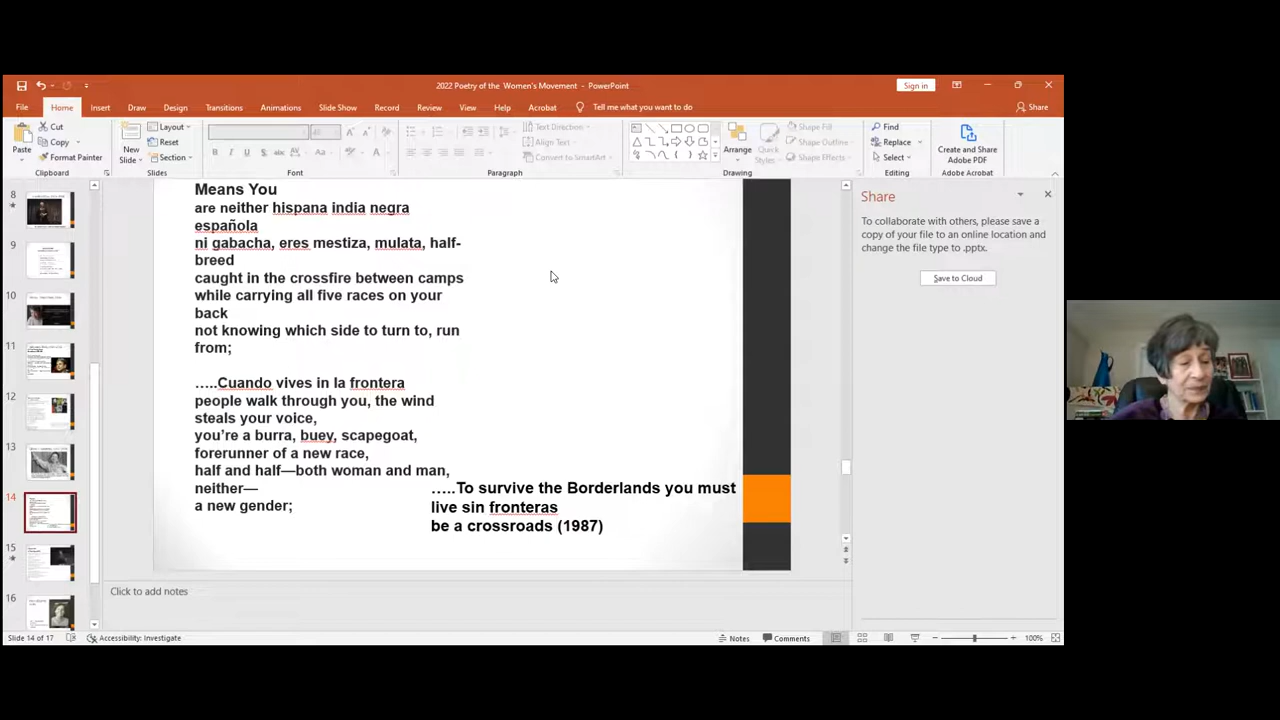 2022 Poetry of the Women's Movement - PowerPoint
Sign in
File Home Insert Draw Design Transitions Animations Slide Show Record Review View Help Acrobat Tell me what you want to do Share
Paste
Cut
Copy
Format Painter
Clipboard
New
Slide
Layout
Reset
Section
Slides
Font
Text Direction
Align Text
Convert to SmartArt
Paragraph
Arrange
Quick
Styles
Shape Fill
Shape Outline
Shape Effects
Drawing
Find
Replace
Select
Editing
Create and Share
Adobe PDF
Adobe Acrobat
8
9
10
11
12
13
14
15
16
Means You
are neither hispana india negra
española
ni gabacha, eres mestiza, mulata, half-
breed
caught in the crossfire between camps
while carrying all five races on your
back
not knowing which side to turn to, run
from;
…..Cuando vives in la frontera
people walk through you, the wind
steals your voice,
you’re a burra, buey, scapegoat,
forerunner of a new race,
half and half—both woman and man,
neither—
a new gender;
…..To survive the Borderlands you must
live sin fronteras
be a crossroads (1987)
Share
To collaborate with others, please save a
copy of your file to an online location and
change the file type to .pptx.
Save to Cloud
Click to add notes
Slide 14 of 17 Accessibility: Investigate Notes Comments 100%